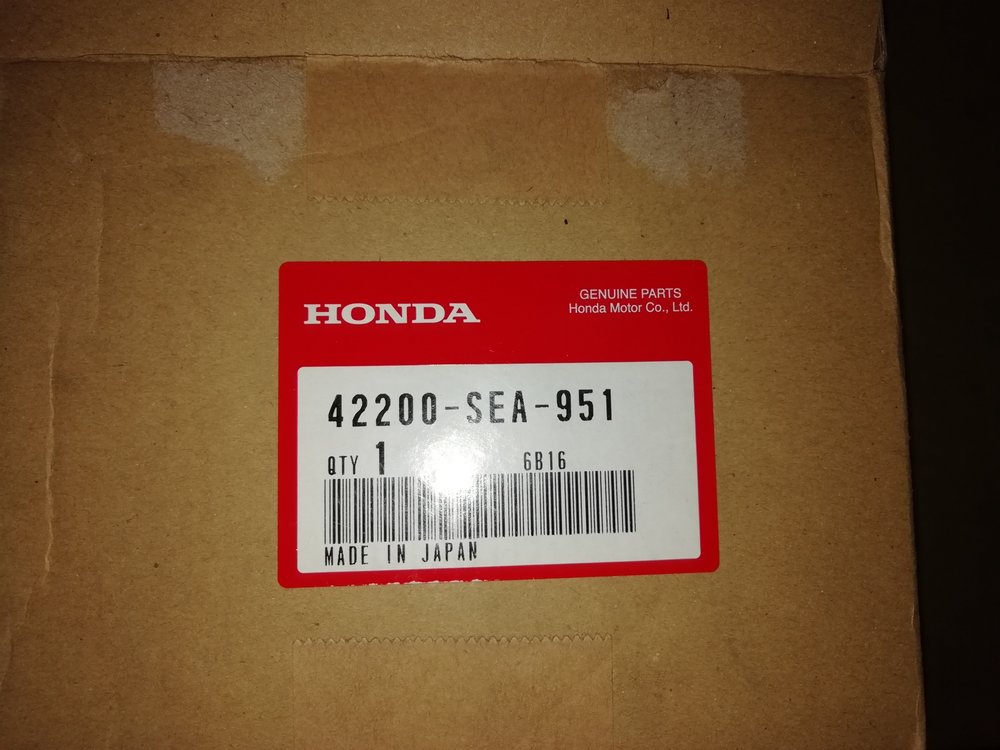 HONDA
GENUINE PARTS
Honda Motor Co., Ltd.
42200-SEA-951
QTY 1 6B16
MADE IN JAPAN